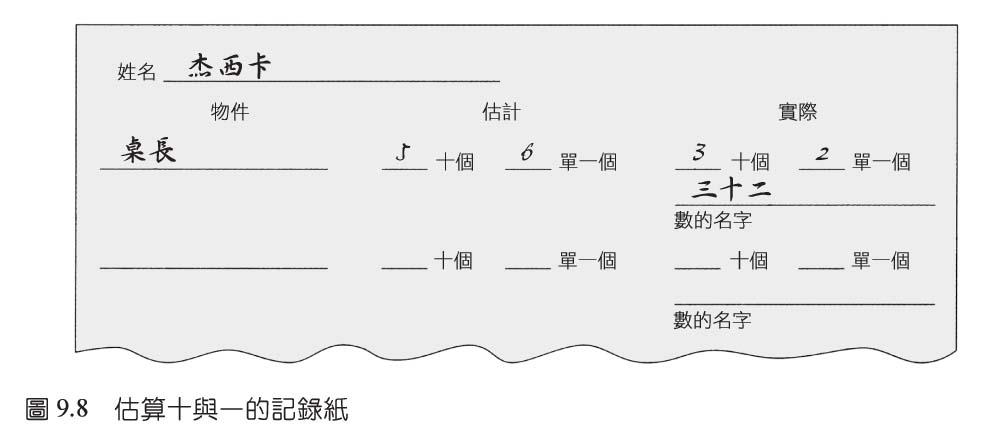 姓名 杰西卡
物件 估計 實際
桌長 5 十個 6 單一個 3 十個 2 單一個
三十二
數的名字
十個 單一個 十個 單一個
數的名字
圖 9.8 估算十與一的記錄紙